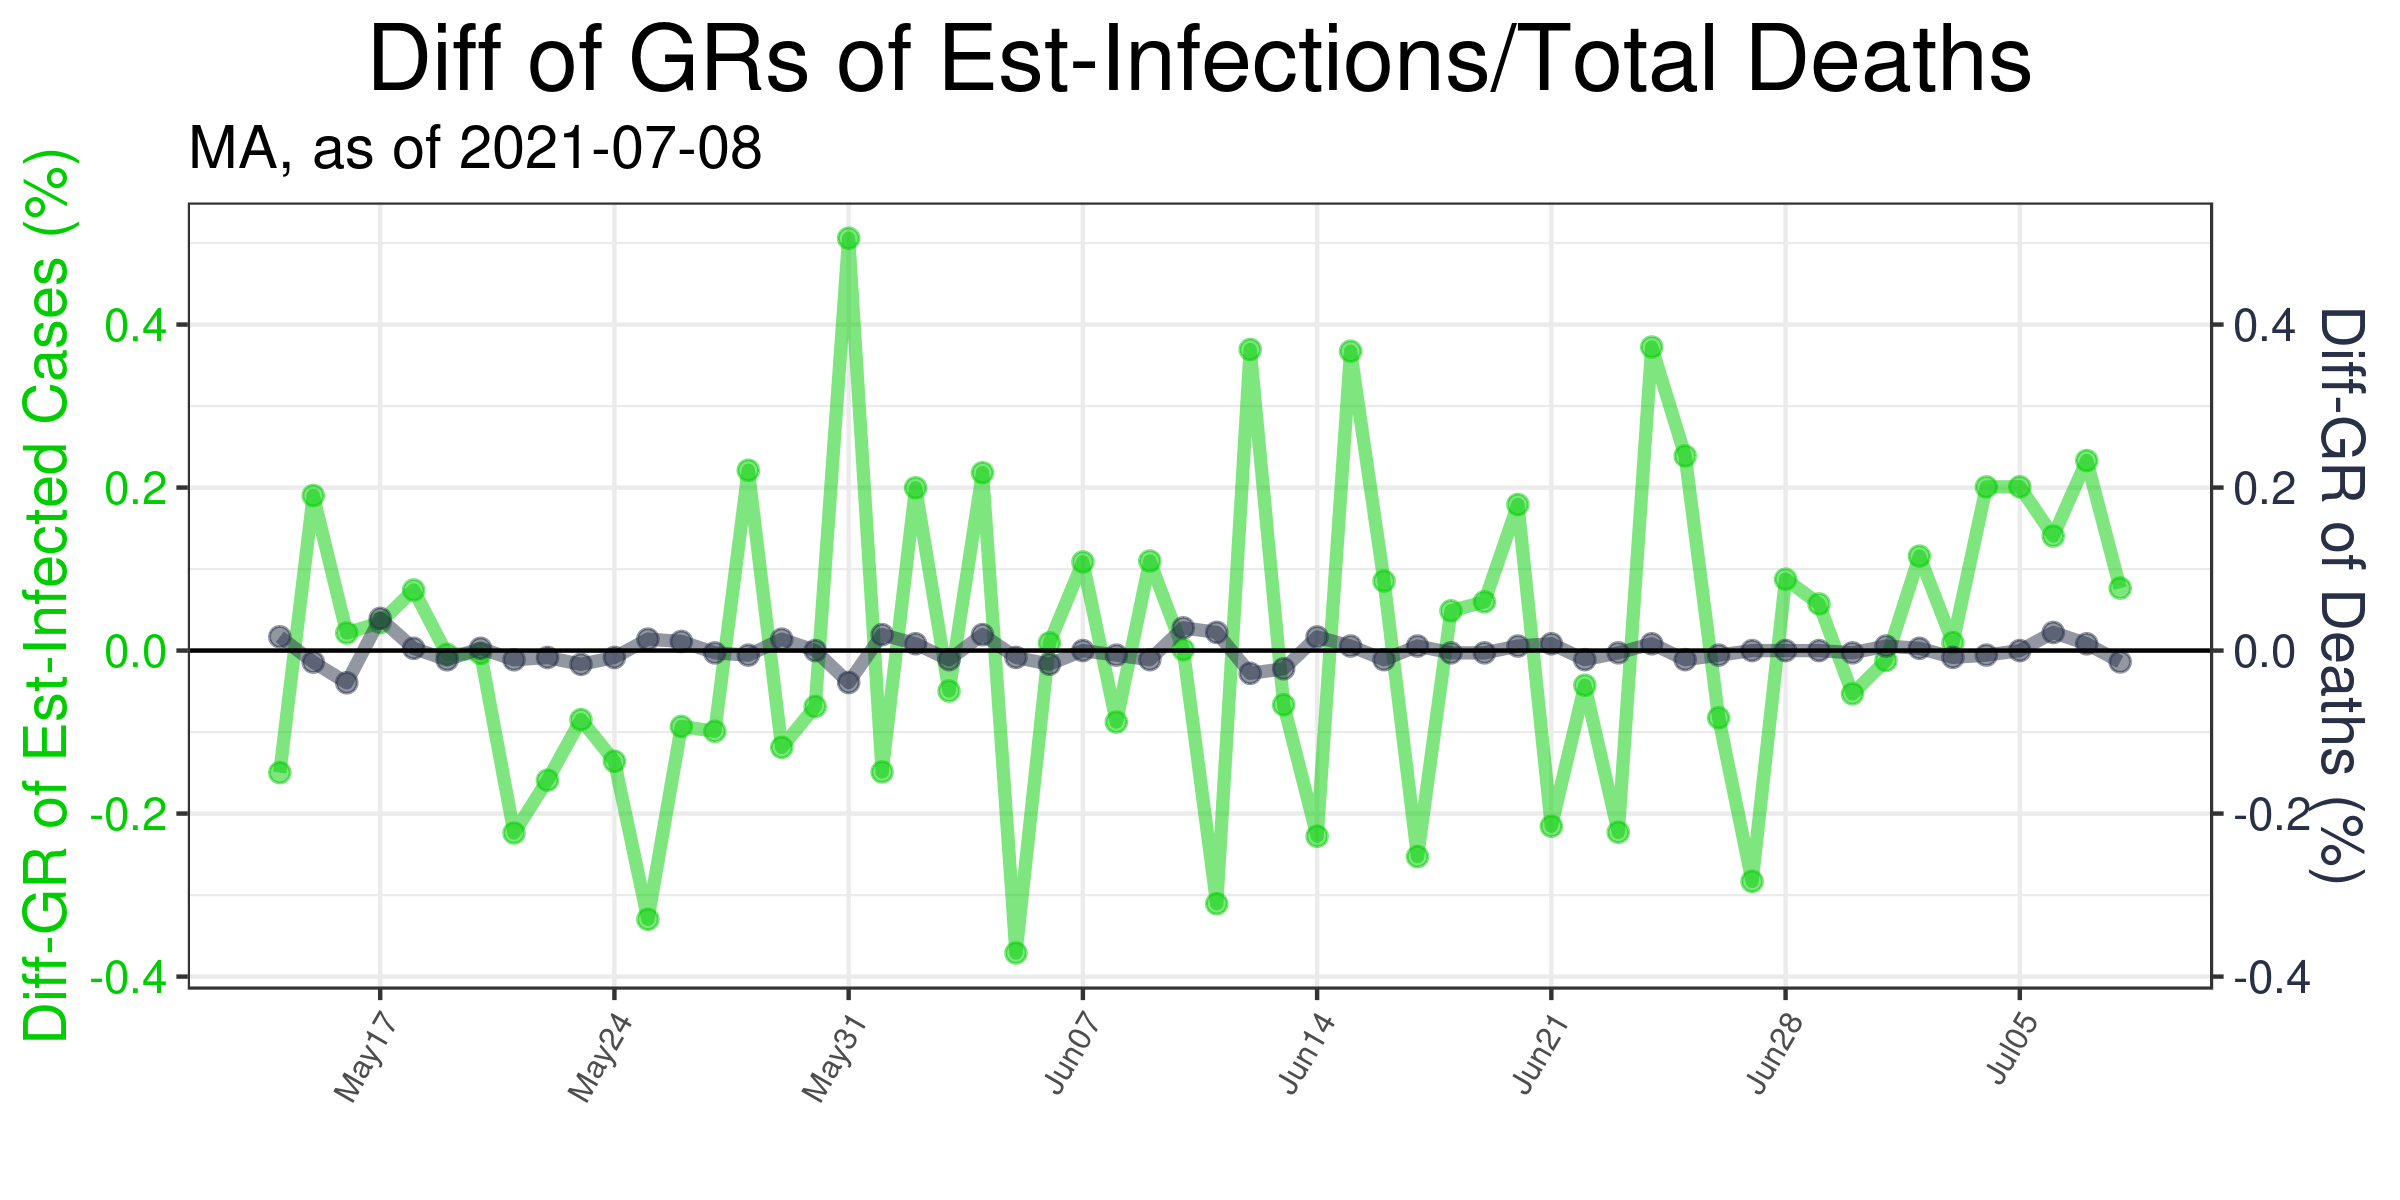 Diff of GRs of Est-Infections/Total Deaths
MA, as of 2021-07-08
Diff-GR of Est-Infected Cases (%)
0.4
0.2
0.0
-0.2
-0.4
0.4
0.2
0.0
-0.2
-0.4
Diff-GR of Deaths (%)
May17
May24
May31
Jun07
Jun14
Jun21
Jun28
Jul05